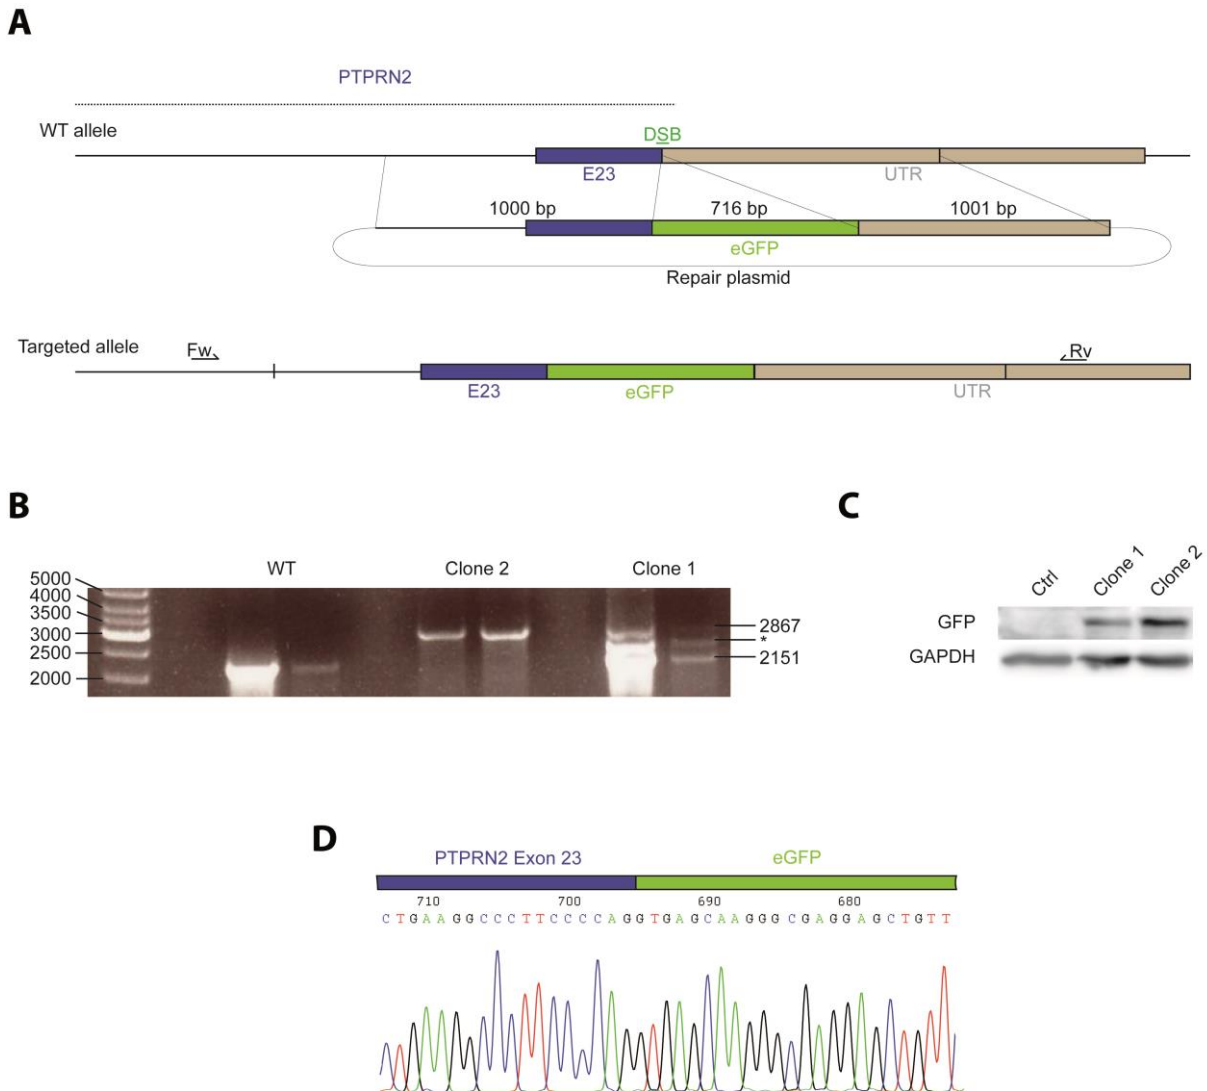 A
PTPRN2
WT allele
DSB
E23
UTR
1000 bp
716 bp
1001 bp
eGFP
Repair plasmid
Targeted allele
Fw
Rv
E23
eGFP
UTR
B
C
WT
Clone 2
Clone 1
5000
4000
3500
3000
2500
2000
2867
*
2151
Ctrl
Clone 1
Clone 2
GFP
GAPDH
D
PTPRN2 Exon 23
eGFP
710 700 690 680
CTGAAGGCCCTTCCCCAGGTGAGCAAGGGCGAGGAGCTGTT